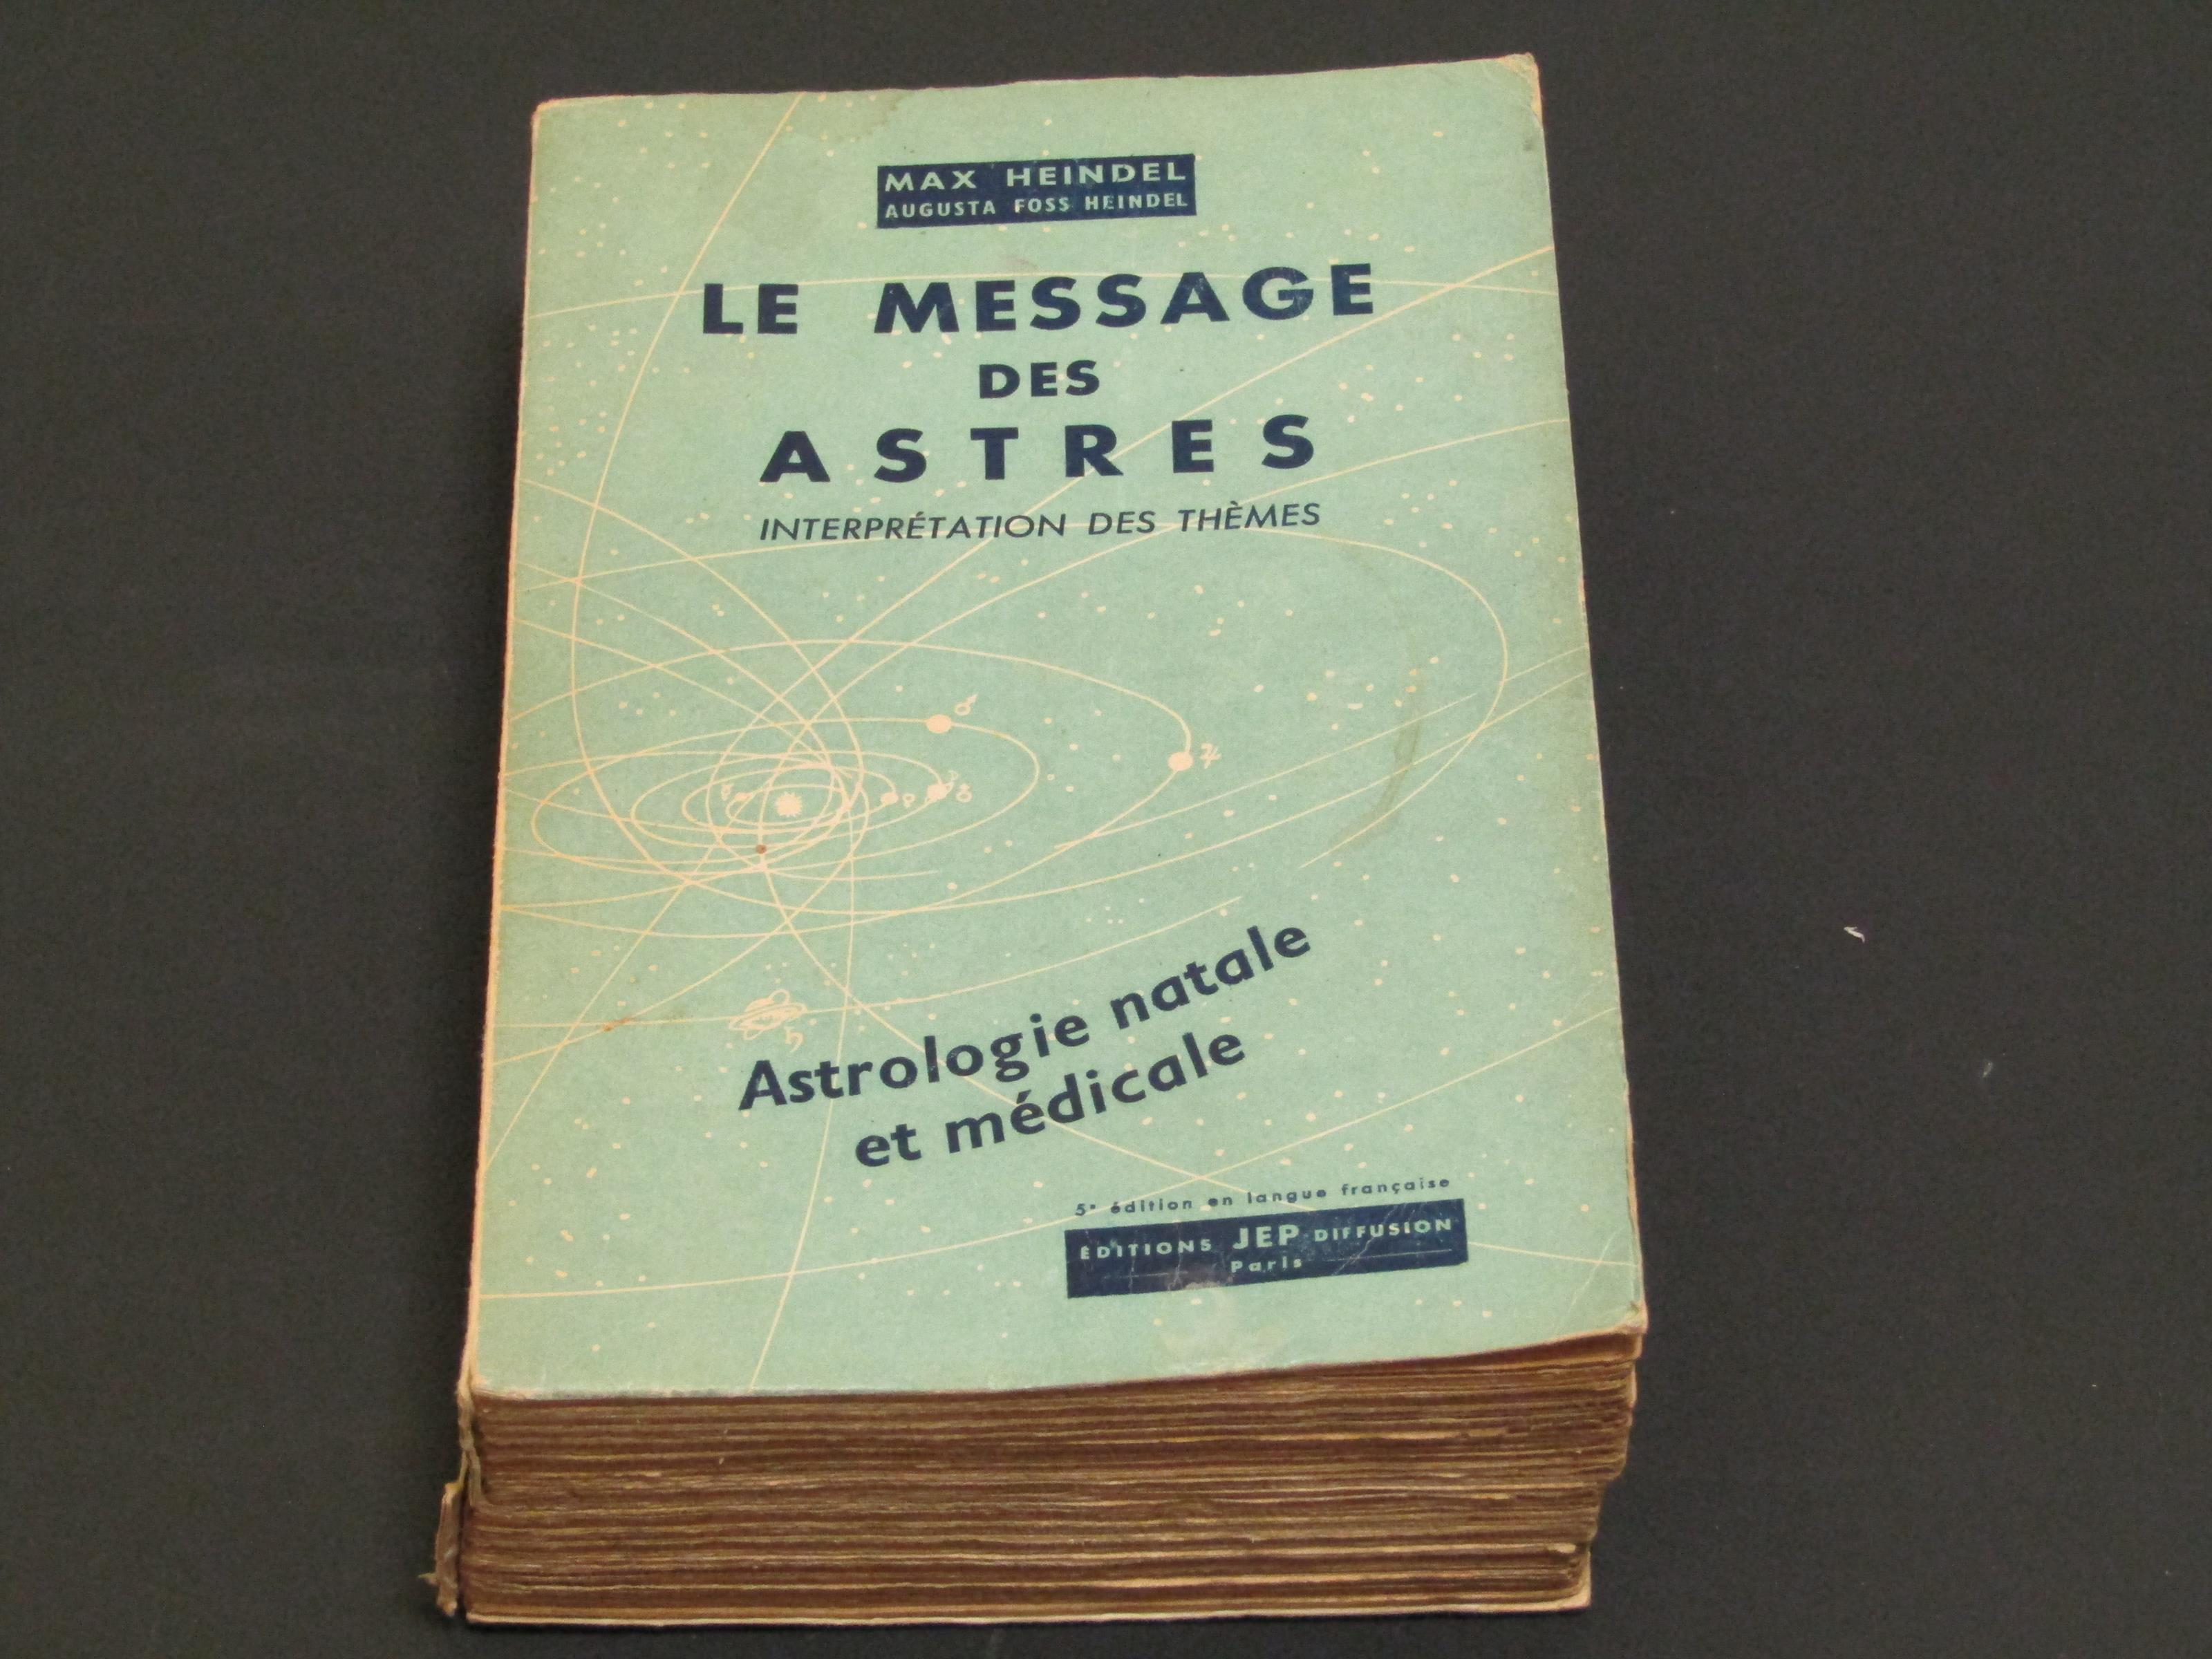 MAX HEINDEL
AUGUSTA FOSS HEINDEL
LE MESSAGE
DES
ASTRES
INTERPRÉTATION DES THÈMES
♂
♃
♄
Astrologie natale
et médicale
5e édition en langue française
ÉDITIONS JEP-DIFFUSION
Paris